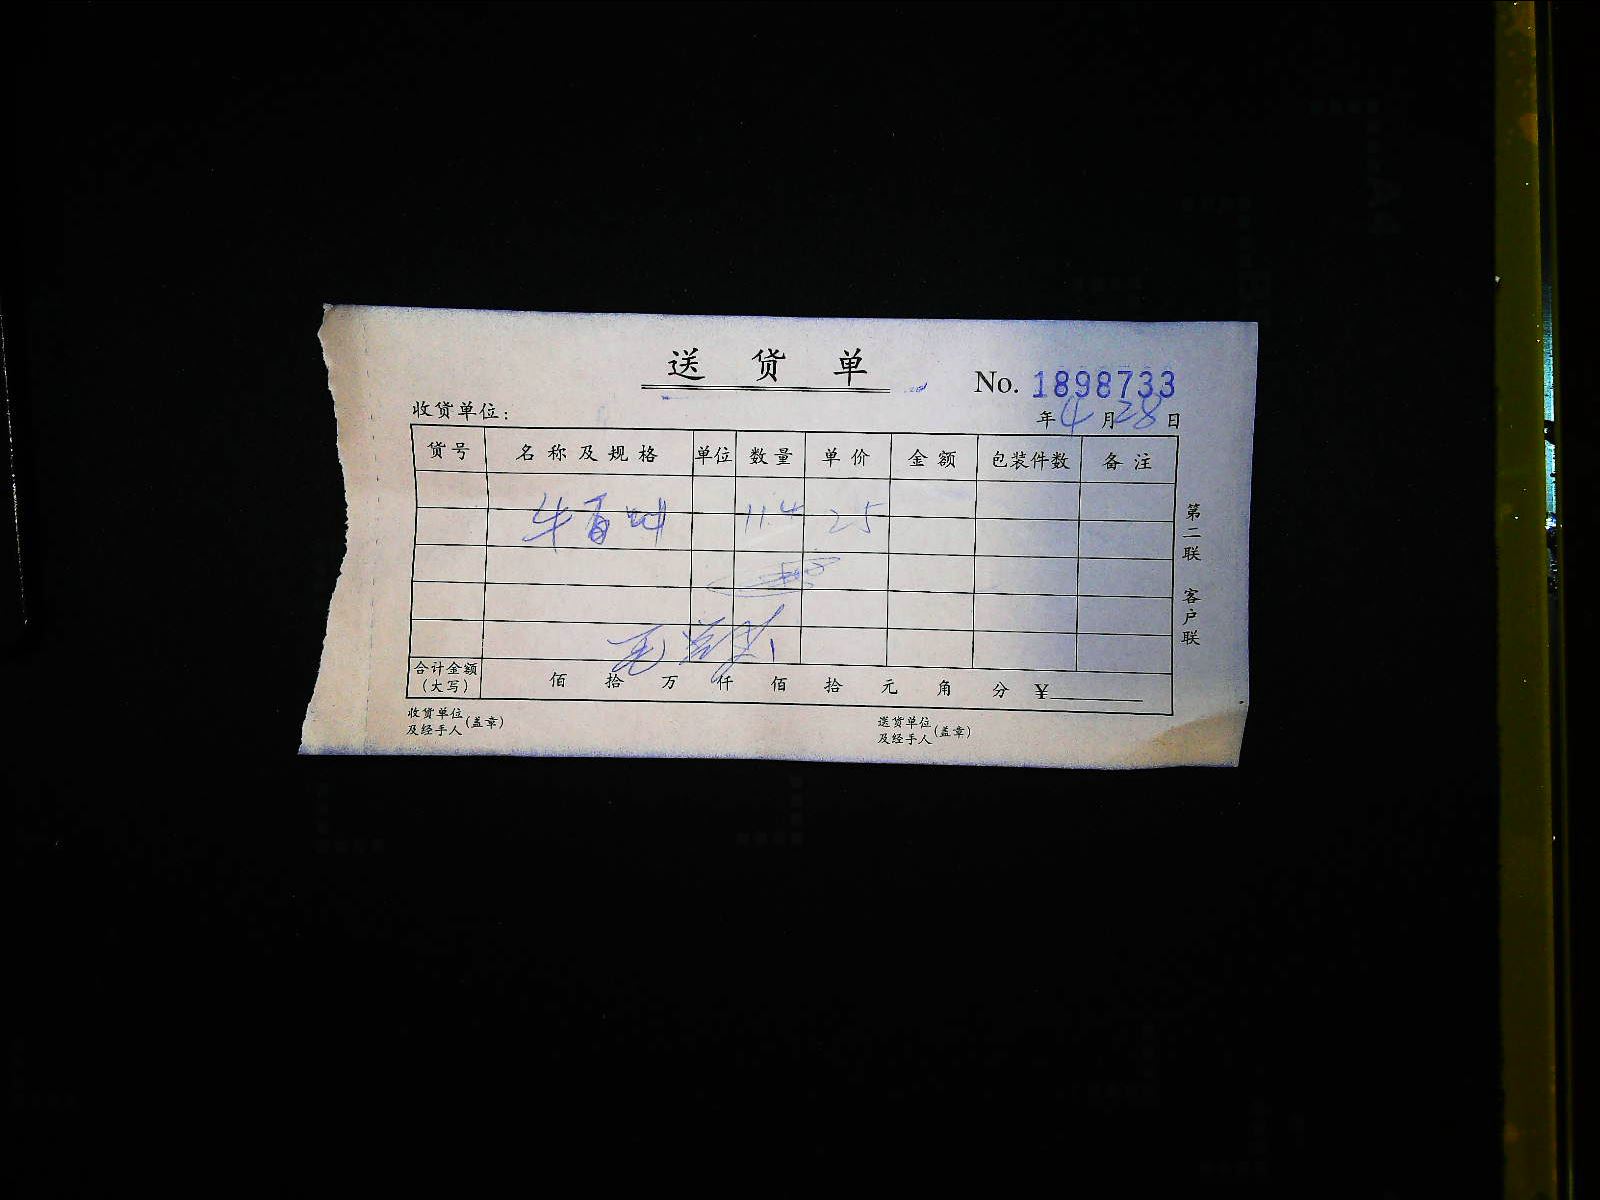 送货单
No. 1898733
收货单位：
年4月28日
货号 名称及规格 单位 数量 单价 金额 包装件数 备注
牛 11.4 25
合计金额（大写） 佰 拾 万 仟 佰 拾 元 角 分 ¥
收货单位及经手人（盖章） 送货单位及经手人（盖章）
第二联 客户联